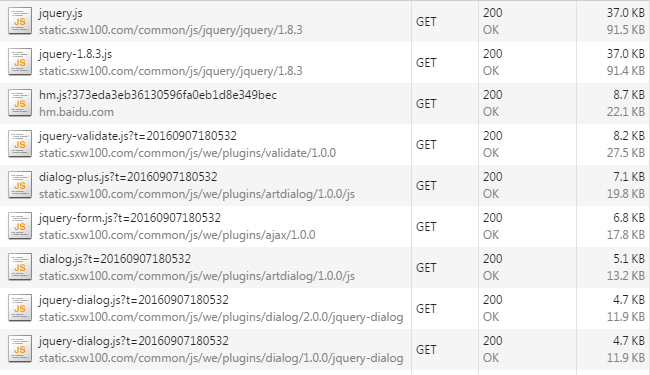 jquery.js GET 200 37.0 KB
static.sxw100.com/common/js/jquery/jquery/1.8.3 OK 91.5 KB
jquery-1.8.3.js GET 200 37.0 KB
static.sxw100.com/common/js/jquery/jquery/1.8.3 OK 91.4 KB
hm.js?373eda3eb36130596fa0eb1d8e349bec GET 200 8.7 KB
hm.baidu.com OK 22.1 KB
jquery-validate.js?t=20160907180532 GET 200 8.2 KB
static.sxw100.com/common/js/we/plugins/validate/1.0.0 OK 27.5 KB
dialog-plus.js?t=20160907180532 GET 200 7.1 KB
static.sxw100.com/common/js/we/plugins/artdialog/1.0.0/js OK 19.8 KB
jquery-form.js?t=20160907180532 GET 200 6.8 KB
static.sxw100.com/common/js/we/plugins/ajax/1.0.0 OK 17.8 KB
dialog.js?t=20160907180532 GET 200 5.1 KB
static.sxw100.com/common/js/we/plugins/artdialog/1.0.0/js OK 13.2 KB
jquery-dialog.js?t=20160907180532 GET 200 4.7 KB
static.sxw100.com/common/js/we/plugins/dialog/2.0.0/jquery-dialog OK 11.9 KB
jquery-dialog.js?t=20160907180532 GET 200 4.7 KB
static.sxw100.com/common/js/we/plugins/dialog/1.0.0/jquery-dialog OK 11.9 KB